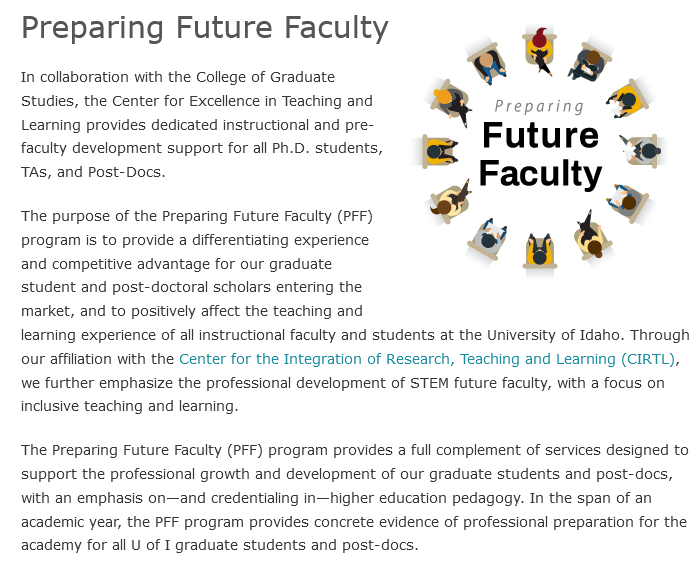 Preparing Future Faculty
In collaboration with the College of Graduate
Studies, the Center for Excellence in Teaching and
Learning provides dedicated instructional and pre-
faculty development support for all Ph.D. students,
TAs, and Post-Docs.
Preparing
Future
Faculty
The purpose of the Preparing Future Faculty (PFF)
program is to provide a differentiating experience
and competitive advantage for our graduate
student and post-doctoral scholars entering the
market, and to positively affect the teaching and
learning experience of all instructional faculty and students at the University of Idaho. Through
our affiliation with the Center for the Integration of Research, Teaching and Learning (CIRTL),
we further emphasize the professional development of STEM future faculty, with a focus on
inclusive teaching and learning.
The Preparing Future Faculty (PFF) program provides a full complement of services designed to
support the professional growth and development of our graduate students and post-docs,
with an emphasis on—and credentialing in—higher education pedagogy. In the span of an
academic year, the PFF program provides concrete evidence of professional preparation for the
academy for all U of I graduate students and post-docs.